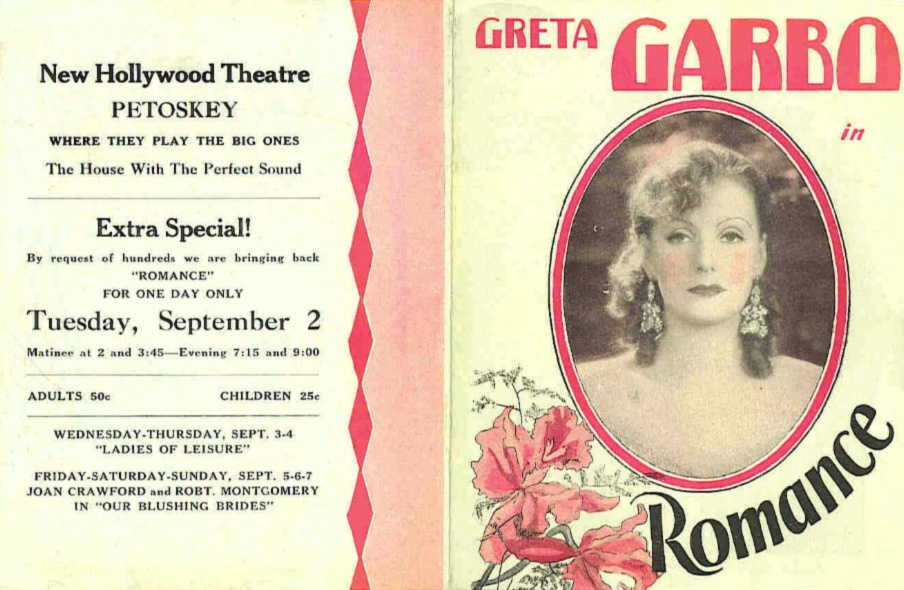 New Hollywood Theatre
PETOSKEY
WHERE THEY PLAY THE BIG ONES
The House With The Perfect Sound
Extra Special!
By request of hundreds we are bringing back
"ROMANCE"
FOR ONE DAY ONLY
Tuesday, September 2
Matinee at 2 and 3:45—Evening 7:15 and 9:00
ADULTS 50c CHILDREN 25c
WEDNESDAY-THURSDAY, SEPT. 3-4
"LADIES OF LEISURE"
FRIDAY-SATURDAY-SUNDAY, SEPT. 5-6-7
JOAN CRAWFORD and ROBT. MONTGOMERY
IN "OUR BLUSHING BRIDES"
GRETA GARBO
in
Romance